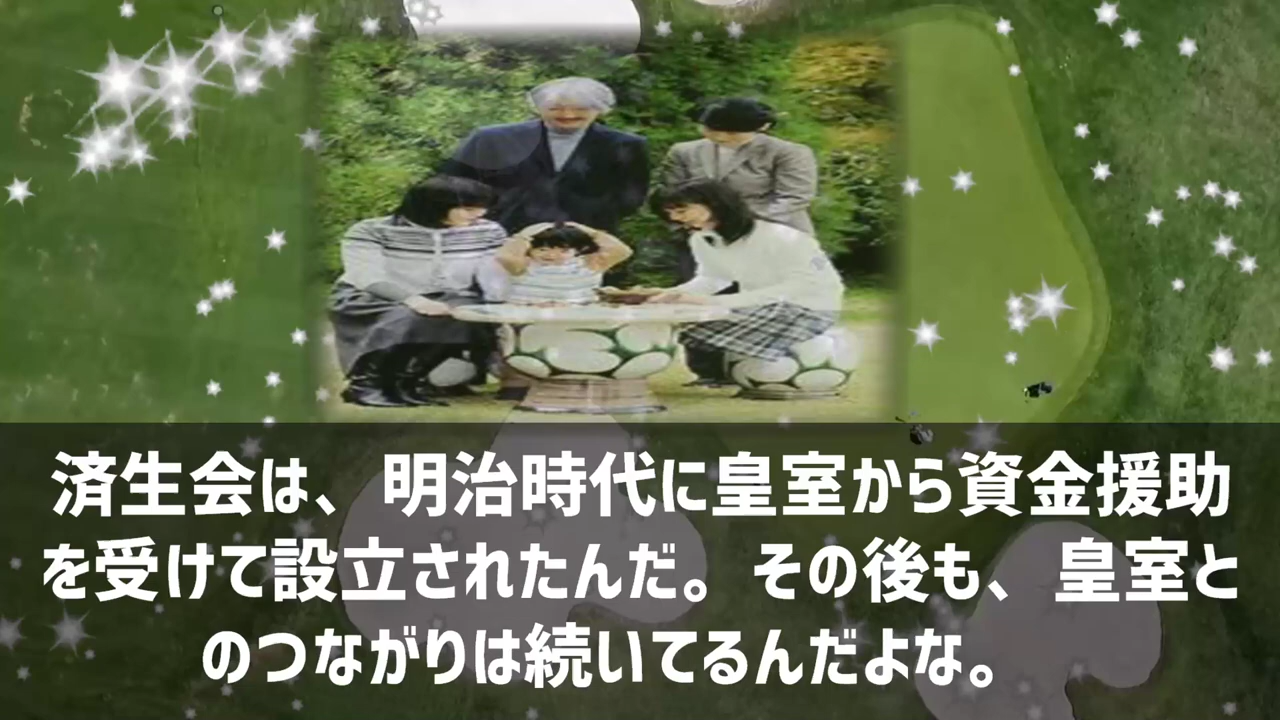 済生会は、明治時代に皇室から資金援助
を受けて設立されたんだ。その後も、皇室と
のつながりは続いてるんだよな。